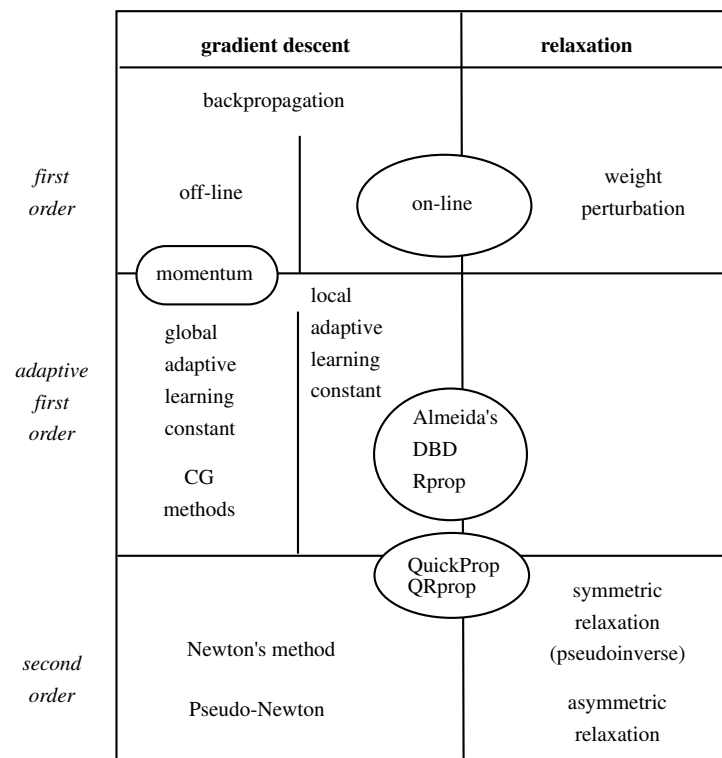 gradient descent
relaxation
backpropagation
first
order
off-line
on-line
weight
perturbation
momentum
adaptive
first
order
global
adaptive
learning
constant
CG
methods
local
adaptive
learning
constant
Almeida's
DBD
Rprop
QuickProp
QRprop
second
order
Newton's method
Pseudo-Newton
symmetric
relaxation
(pseudoinverse)
asymmetric
relaxation